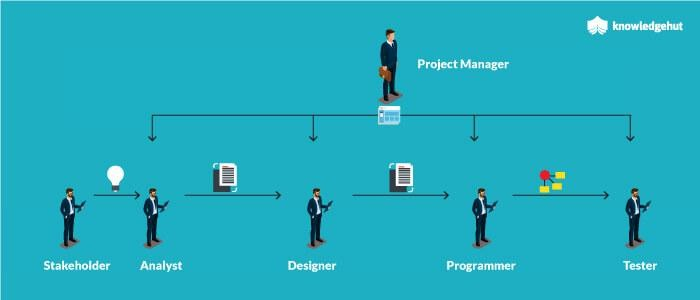 knowledgehut
Project Manager
Stakeholder
Analyst
Designer
Programmer
Tester